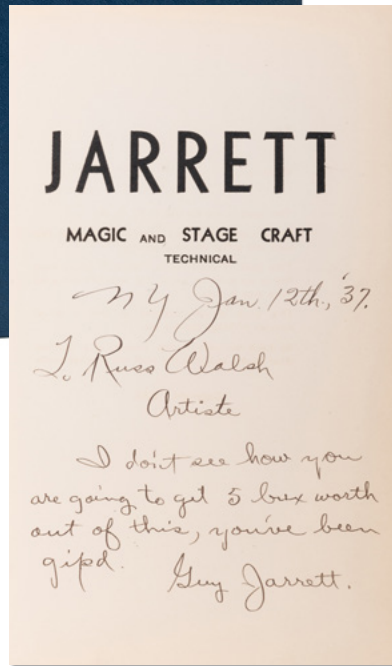 JARRETT
MAGIC AND STAGE CRAFT
TECHNICAL
N Y Jan. 12th., '37.
T. Russ Walsh
Artiste
I don't see how you
are going to get 5 bux worth
out of this, you've been
gipd.
Guy Jarrett.